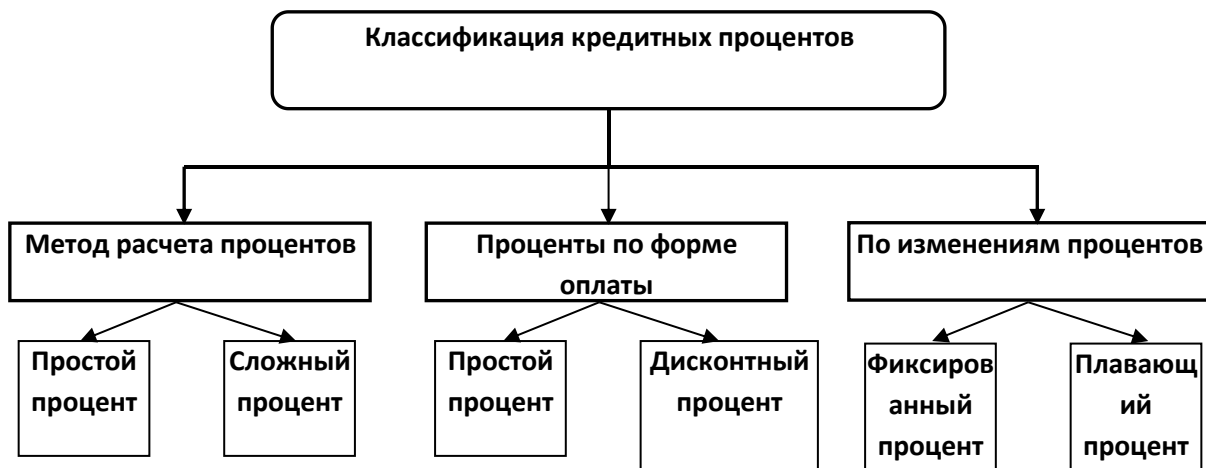 Классификация кредитных процентов
Метод расчета процентов
Проценты по форме
оплаты
По изменениям процентов
Простой
процент
Сложный
процент
Простой
процент
Дисконтный
процент
Фиксиров
анный
процент
Плавающ
ий
процент